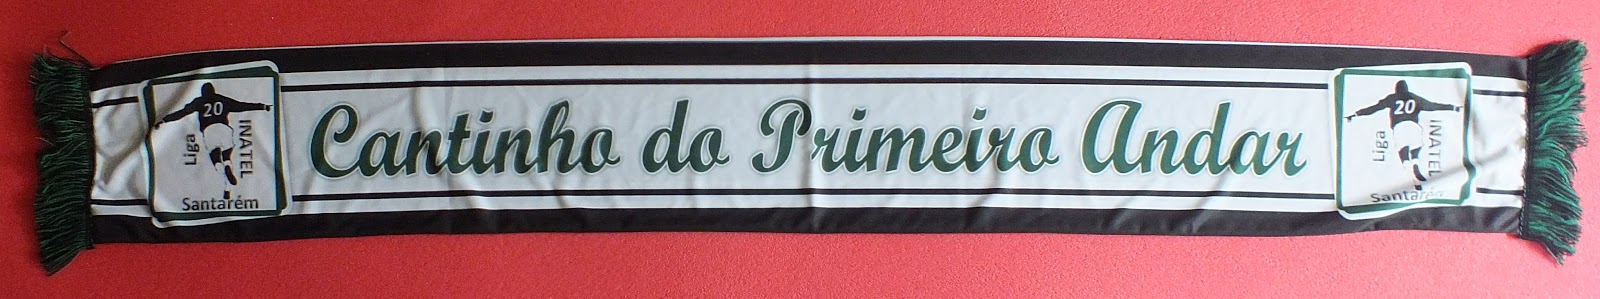 20
Liga
INATEL
Santarém
Cantinho do Primeiro Andar
20
Liga
INATEL
Santarém